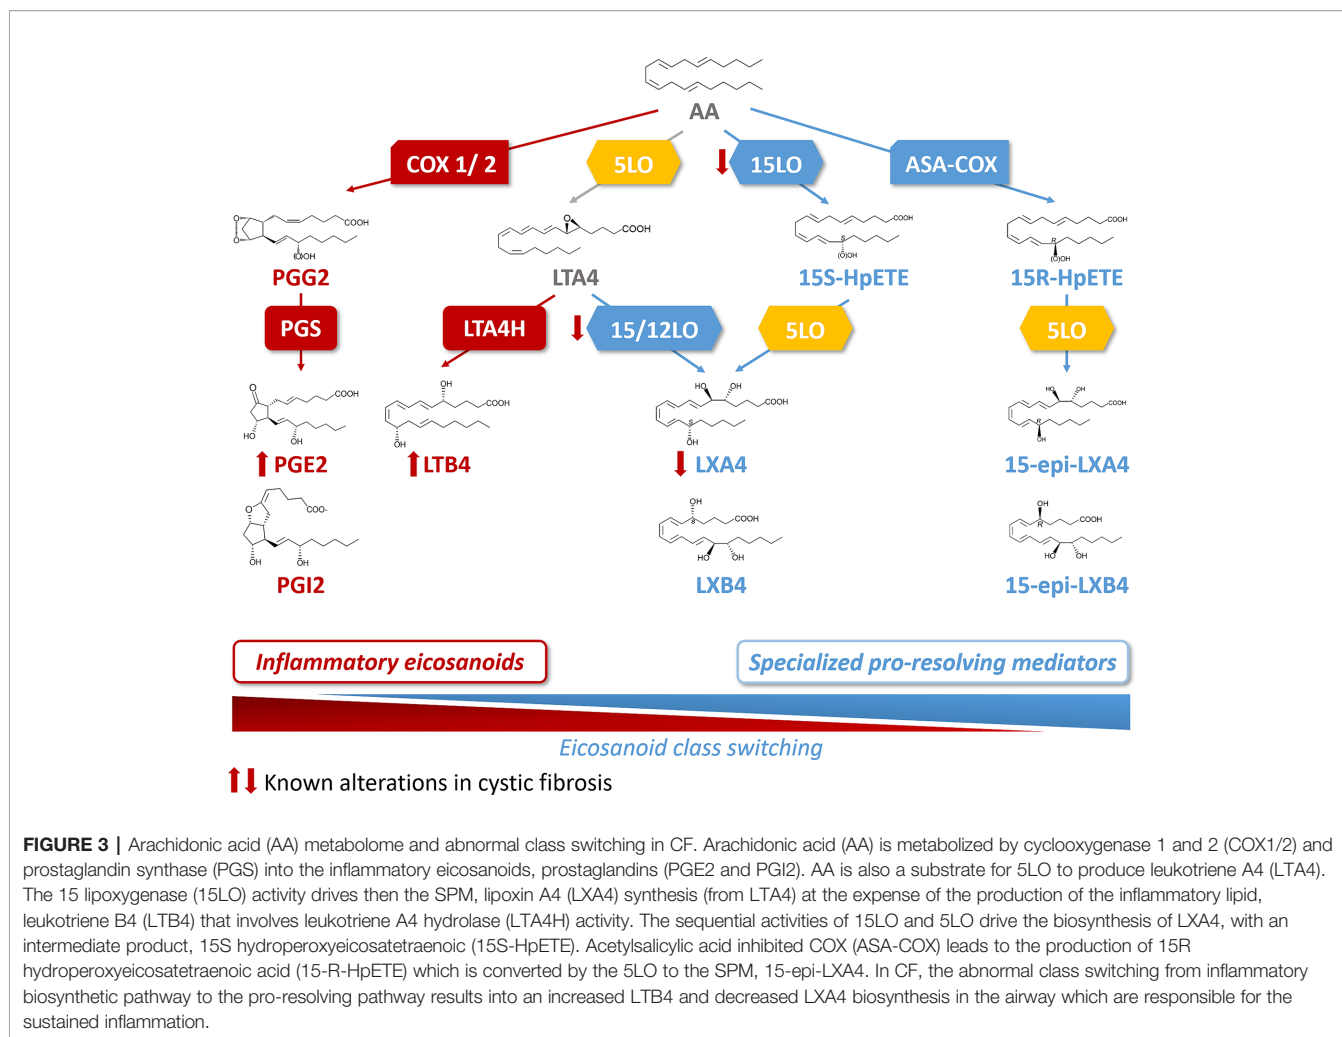 AA
COX 1/ 2
5LO
15LO
ASA-COX
COOH
O
O
(O)OH
PGG2
O
COOH
LTA4
COOH
S
(O)OH
15S-HpETE
COOH
R
(O)OH
15R-HpETE
PGS
LTA4H
15/12LO
5LO
5LO
O
COOH
HO
OH
PGE2
OH
COOH
OH
LTB4
HO OH
COOH
S
OH
LXA4
HO OH
COOH
R
OH
15-epi-LXA4
O
COO-
OH
OH
PGI2
OH
S
COOH
HO OH
LXB4
OH
R
COOH
HO OH
15-epi-LXB4
Inflammatory eicosanoids
Specialized pro-resolving mediators
Eicosanoid class switching
Known alterations in cystic fibrosis
FIGURE 3 | Arachidonic acid (AA) metabolome and abnormal class switching in CF. Arachidonic acid (AA) is metabolized by cyclooxygenase 1 and 2 (COX1/2) and
prostaglandin synthase (PGS) into the inflammatory eicosanoids, prostaglandins (PGE2 and PGI2). AA is also a substrate for 5LO to produce leukotriene A4 (LTA4).
The 15 lipoxygenase (15LO) activity drives then the SPM, lipoxin A4 (LXA4) synthesis (from LTA4) at the expense of the production of the inflammatory lipid,
leukotriene B4 (LTB4) that involves leukotriene A4 hydrolase (LTA4H) activity. The sequential activities of 15LO and 5LO drive the biosynthesis of LXA4, with an
intermediate product, 15S hydroperoxyeicosatetraenoic (15S-HpETE). Acetylsalicylic acid inhibited COX (ASA-COX) leads to the production of 15R
hydroperoxyeicosatetraenoic acid (15-R-HpETE) which is converted by the 5LO to the SPM, 15-epi-LXA4. In CF, the abnormal class switching from inflammatory
biosynthetic pathway to the pro-resolving pathway results into an increased LTB4 and decreased LXA4 biosynthesis in the airway which are responsible for the
sustained inflammation.